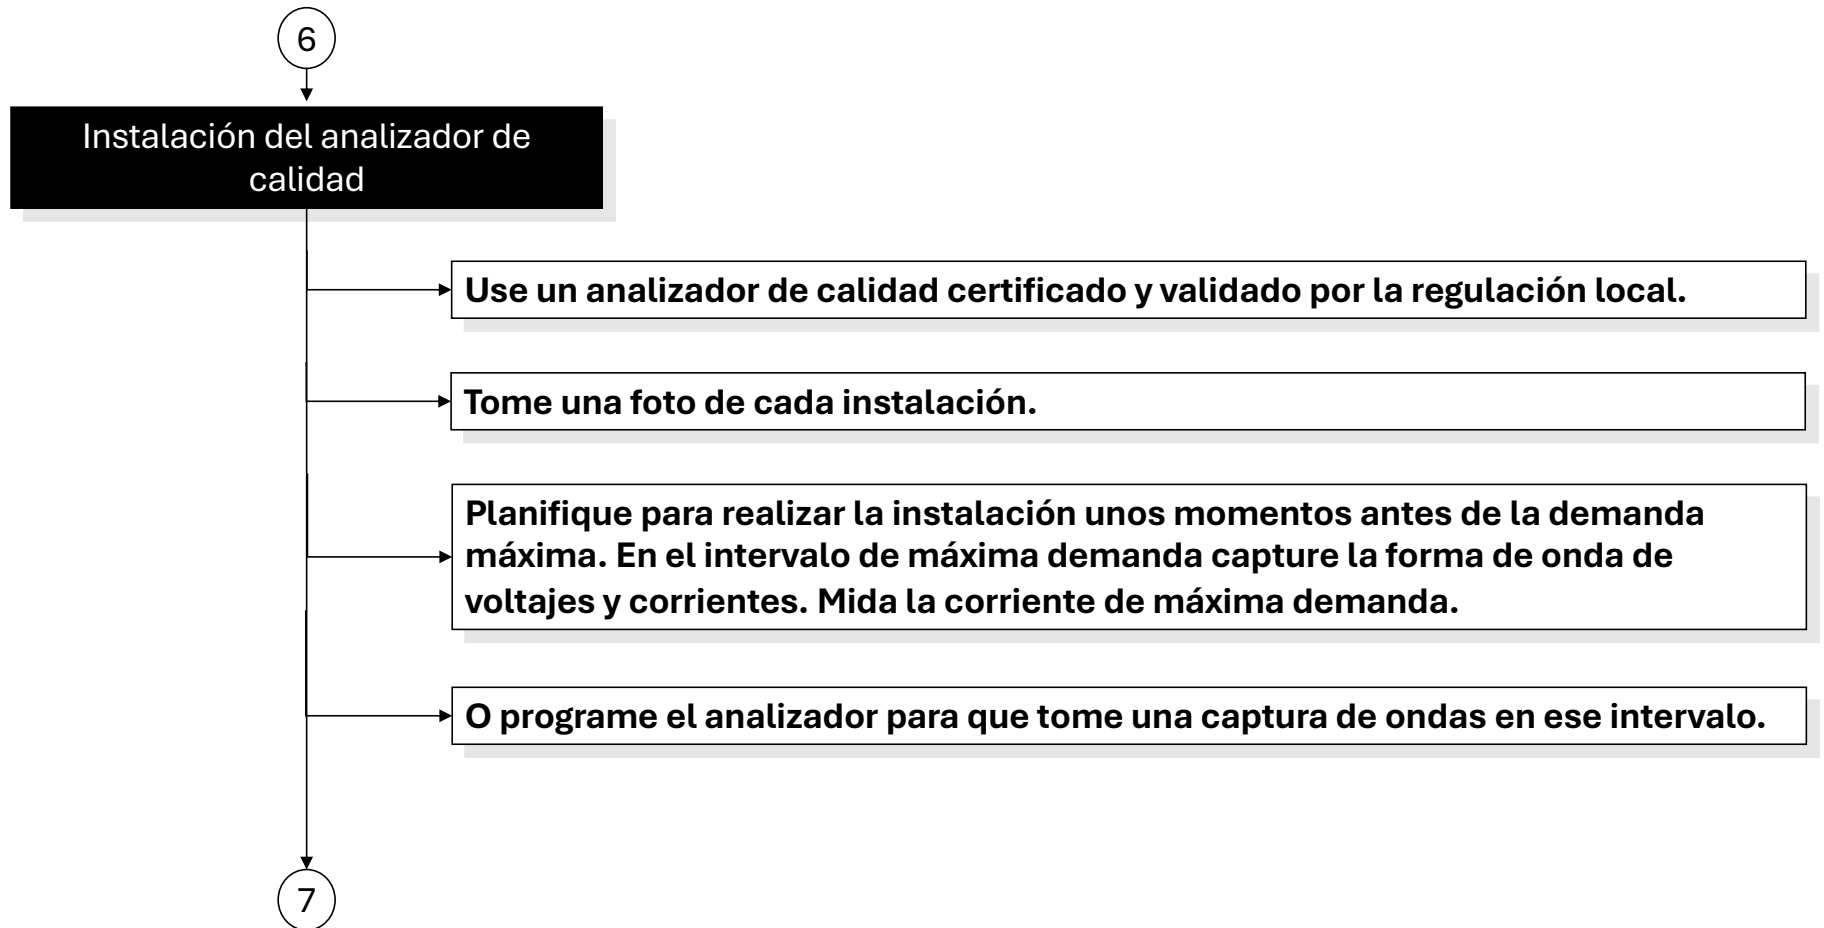 6
Instalación del analizador de
calidad
Use un analizador de calidad certificado y validado por la regulación local.
Tome una foto de cada instalación.
Planifique para realizar la instalación unos momentos antes de la demanda
máxima. En el intervalo de máxima demanda capture la forma de onda de
voltajes y corrientes. Mida la corriente de máxima demanda.
O programe el analizador para que tome una captura de ondas en ese intervalo.
7